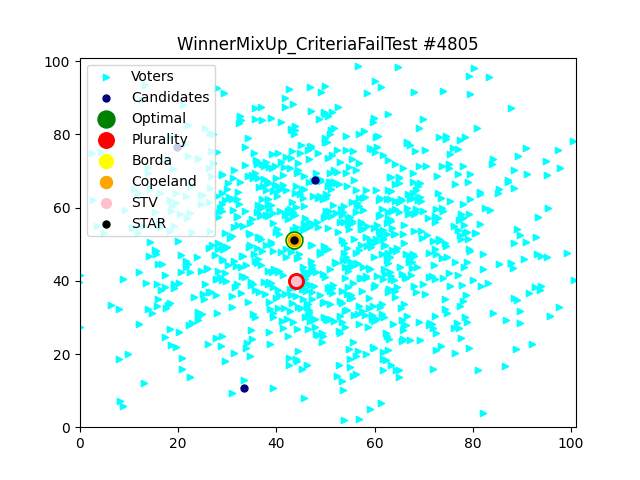 WinnerMixUp_CriteriaFailTest #4805
100
80
60
40
20
0
Voters
Candidates
Optimal
Plurality
Borda
Copeland
STV
STAR
0 20 40 60 80 100